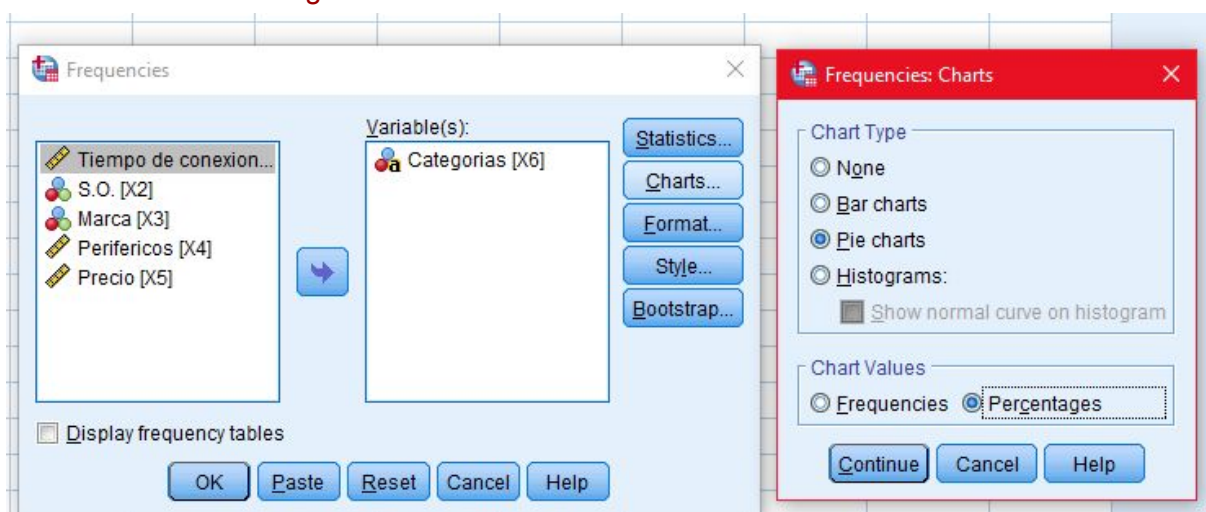 Frequencies
Variable(s):
Tiempo de conexion...
S.O. [X2]
Marca [X3]
Perifericos [X4]
Precio [X5]
Categorias [X6]
Statistics...
Charts...
Format...
Style...
Bootstrap...
Display frequency tables
OK Paste Reset Cancel Help
Frequencies: Charts
Chart Type
None
Bar charts
Pie charts
Histograms:
Show normal curve on histogram
Chart Values
Frequencies Percentages
Continue Cancel Help